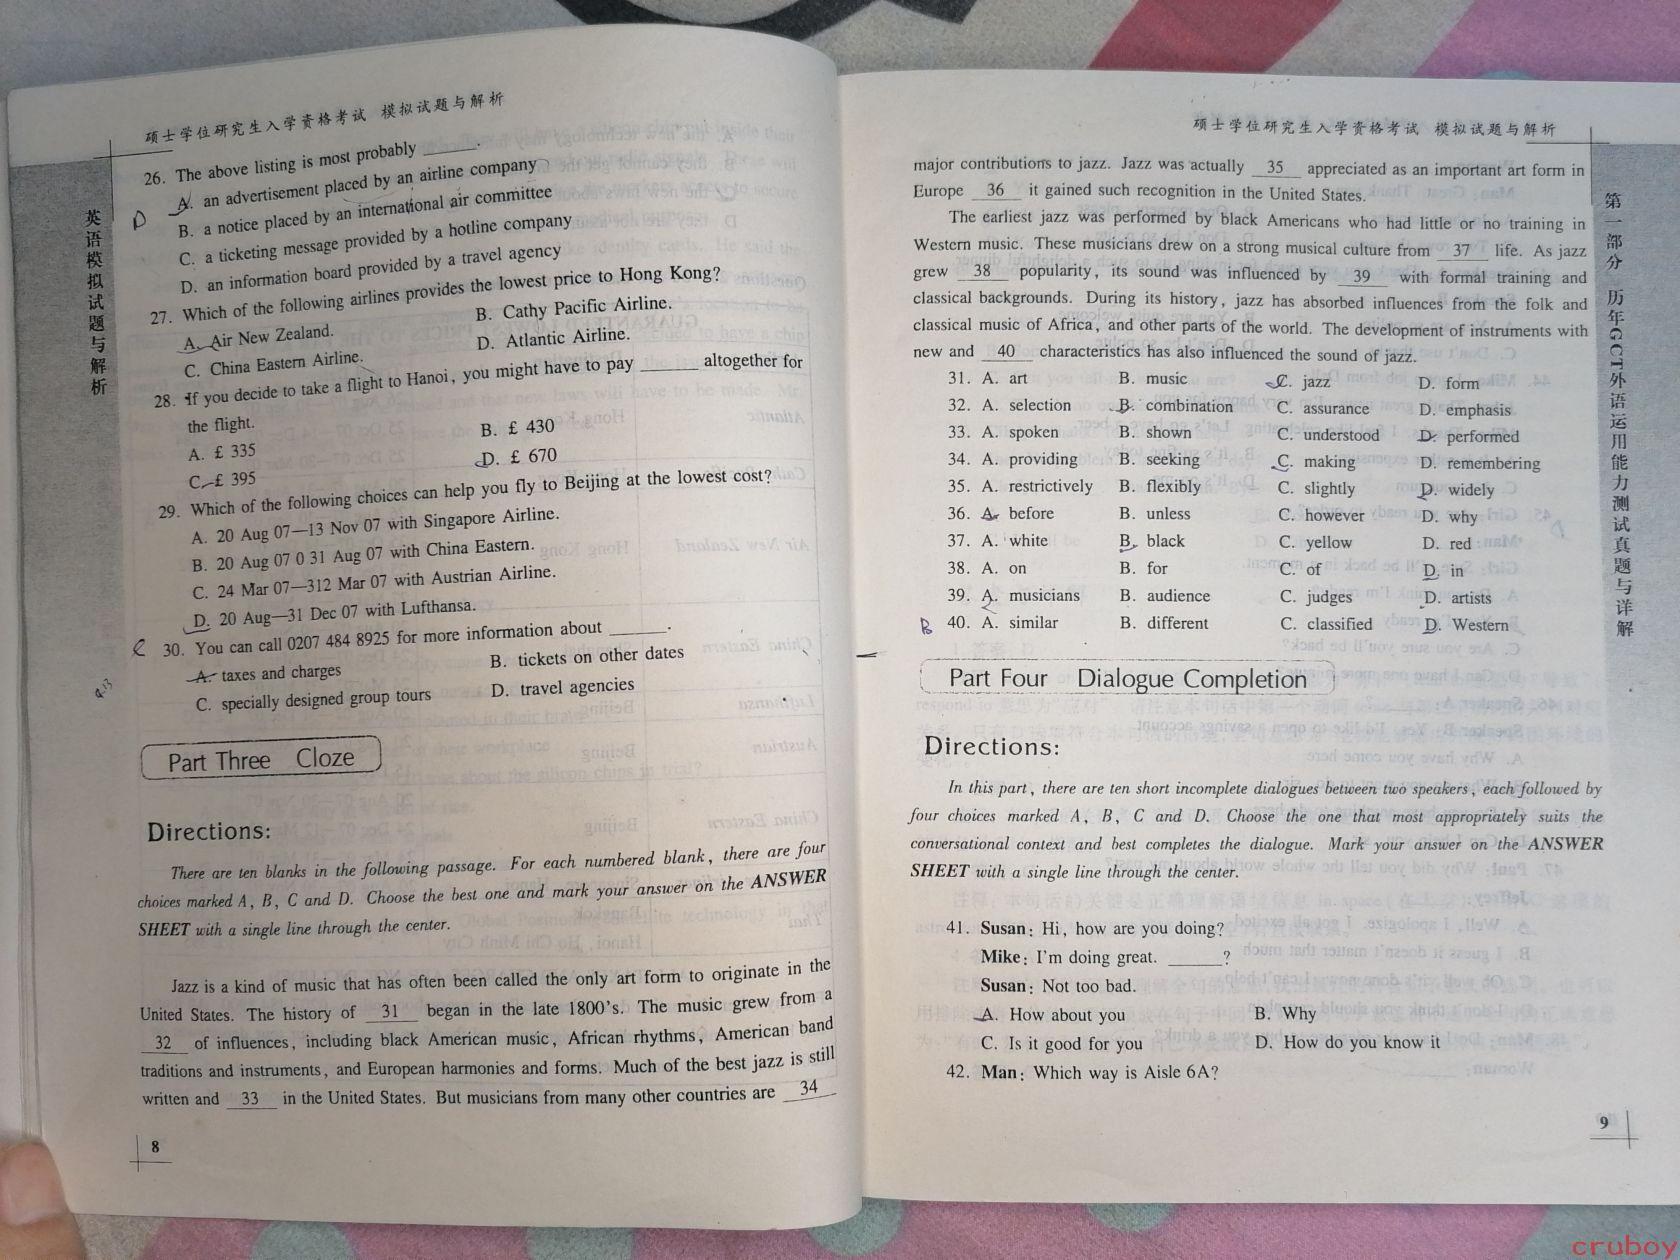 硕士学位研究生入学资格考试 模拟试题与解析
英语模拟试题与解析
26. The above listing is most probably ______.
A. an advertisement placed by an airline company
B. a notice placed by an international air committee
C. a ticketing message provided by a hotline company
D. an information board provided by a travel agency
D
27. Which of the following airlines provides the lowest price to Hong Kong?
A. Air New Zealand. B. Cathy Pacific Airline.
C. China Eastern Airline. D. Atlantic Airline.
28. If you decide to take a flight to Hanoi, you might have to pay ______ altogether for
the flight.
A. £ 335 B. £ 430
C. £ 395 D. £ 670
29. Which of the following choices can help you fly to Beijing at the lowest cost?
A. 20 Aug 07—13 Nov 07 with Singapore Airline.
B. 20 Aug 07 0 31 Aug 07 with China Eastern.
C. 24 Mar 07—312 Mar 07 with Austrian Airline.
D. 20 Aug—31 Dec 07 with Lufthansa.
C 30. You can call 0207 484 8925 for more information about ______.
A. taxes and charges B. tickets on other dates
C. specially designed group tours D. travel agencies
Part Three Cloze
Directions:
There are ten blanks in the following passage. For each numbered blank, there are four
choices marked A, B, C and D. Choose the best one and mark your answer on the ANSWER
SHEET with a single line through the center.
Jazz is a kind of music that has often been called the only art form to originate in the
United States. The history of 31 began in the late 1800's. The music grew from a
32 of influences, including black American music, African rhythms, American band
traditions and instruments, and European harmonies and forms. Much of the best jazz is still
written and 33 in the United States. But musicians from many other countries are 34
8
硕士学位研究生入学资格考试 模拟试题与解析
第一部分 历年GCT外语运用能力测试真题与详解
major contributions to jazz. Jazz was actually 35 appreciated as an important art form in
Europe 36 it gained such recognition in the United States.
The earliest jazz was performed by black Americans who had little or no training in
Western music. These musicians drew on a strong musical culture from 37 life. As jazz
grew 38 popularity, its sound was influenced by 39 with formal training and
classical backgrounds. During its history, jazz has absorbed influences from the folk and
classical music of Africa, and other parts of the world. The development of instruments with
new and 40 characteristics has also influenced the sound of jazz.
31. A. art B. music C. jazz D. form
32. A. selection B. combination C. assurance D. emphasis
33. A. spoken B. shown C. understood D. performed
34. A. providing B. seeking C. making D. remembering
35. A. restrictively B. flexibly C. slightly D. widely
36. A. before B. unless C. however D. why
37. A. white B. black C. yellow D. red
38. A. on B. for C. of D. in
39. A. musicians B. audience C. judges D. artists
B 40. A. similar B. different C. classified D. Western
Part Four Dialogue Completion
Directions:
In this part, there are ten short incomplete dialogues between two speakers, each followed by
four choices marked A, B, C and D. Choose the one that most appropriately suits the
conversational context and best completes the dialogue. Mark your answer on the ANSWER
SHEET with a single line through the center.
41. Susan: Hi, how are you doing?
Mike: I'm doing great. ______?
Susan: Not too bad.
A. How about you B. Why
C. Is it good for you D. How do you know it
42. Man: Which way is Aisle 6A?
9
cruboy